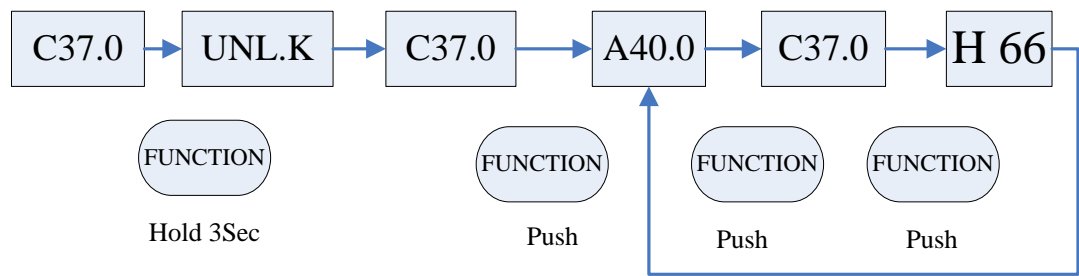 C37.0 UNL.K C37.0 A40.0 C37.0 H 66
FUNCTION FUNCTION FUNCTION FUNCTION
Hold 3Sec Push Push Push